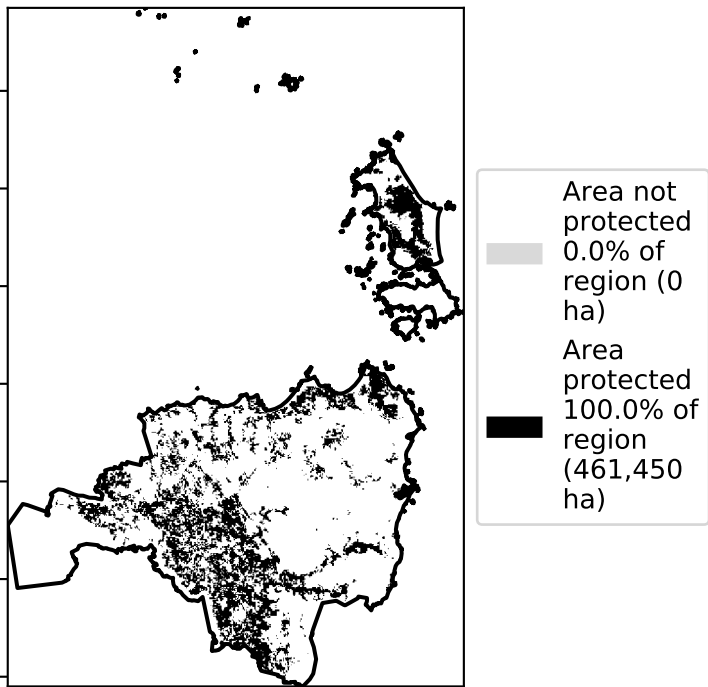 Area not
protected
0.0% of
region (0
ha)
Area
protected
100.0% of
region
(461,450
ha)